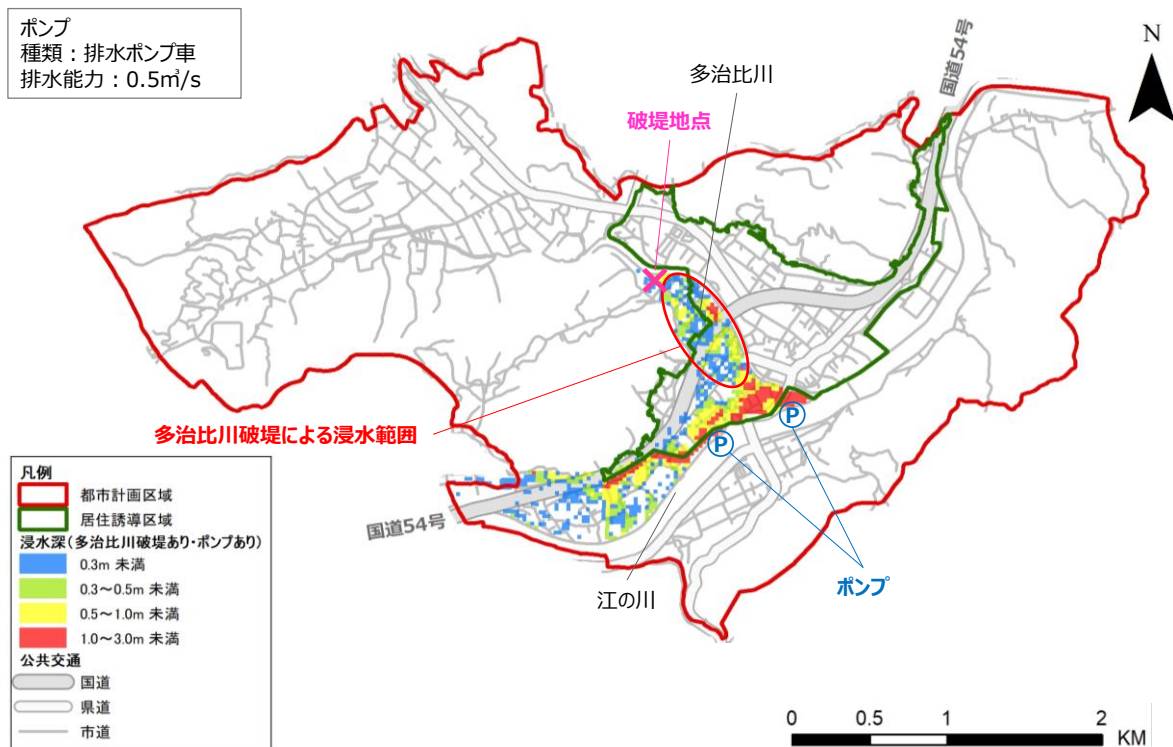 ポンプ
種類：排水ポンプ車
排水能力：0.5㎥/s
国道54号
N
多治比川
破堤地点
多治比川破堤による浸水範囲
P
P
国道54号
江の川
ポンプ
凡例
都市計画区域
居住誘導区域
浸水深(多治比川破堤あり・ポンプあり)
0.3m 未満
0.3～0.5m 未満
0.5～1.0m 未満
1.0～3.0m 未満
公共交通
国道
県道
市道
0 0.5 1 2
KM